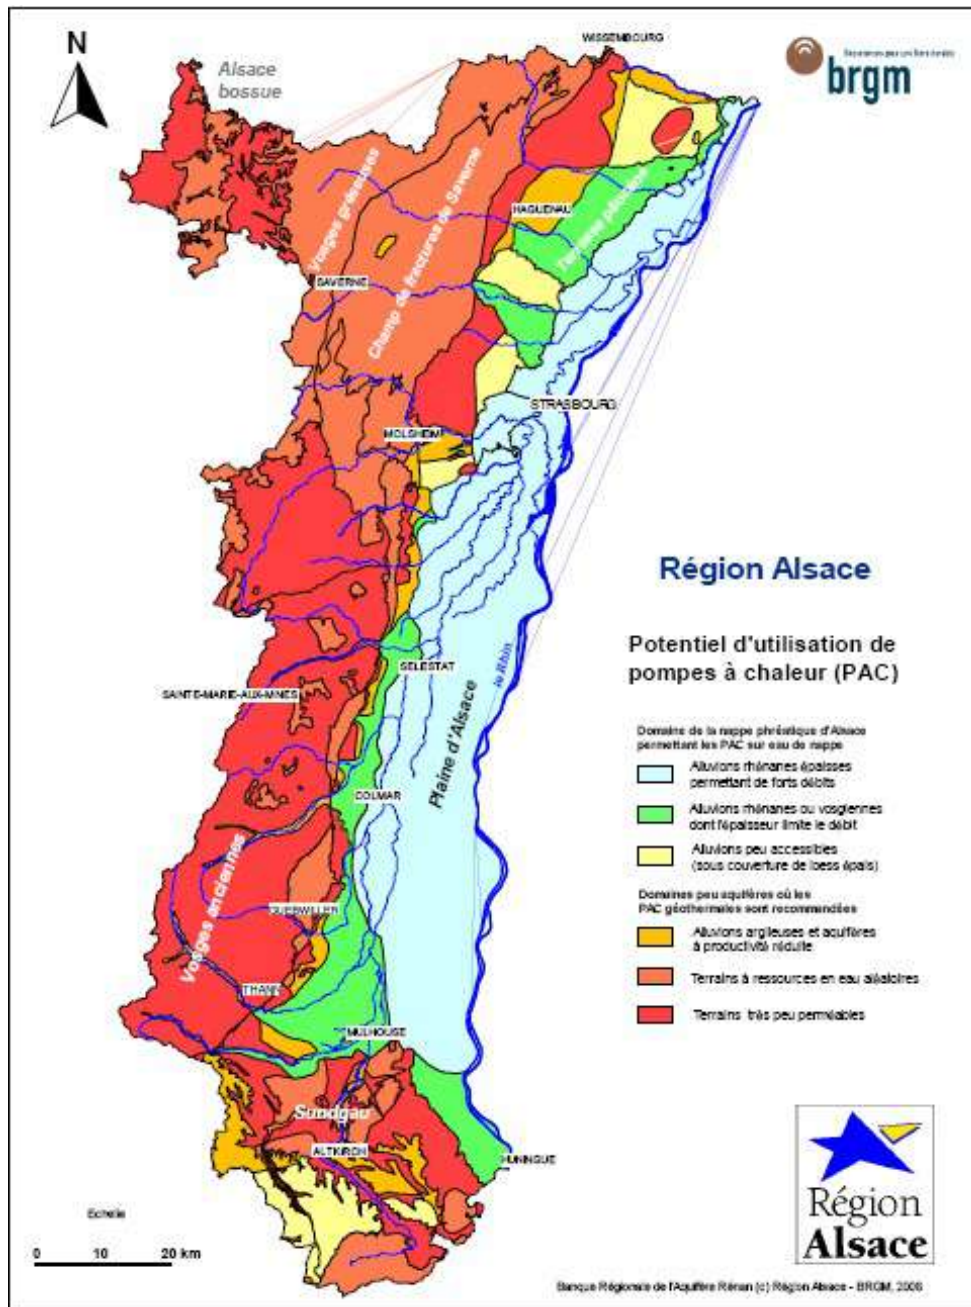 N
Alsace
bossue
WISSEMBOURG
brgm
Vosges gréseuses
Champ de fractures de Saverne
HAGUENAU
SAVERNE
STRASBOURG
MOLSHEIM
Région Alsace
Potentiel d'utilisation de
pompes à chaleur (PAC)
le Rhin
SELESTAT
SAINTE-MARIE-AUX-MINES
Plaine d'Alsace
Domaine de la nappe phréatique d'Alsace
permettant les PAC sur eau de nappe
Alluvions rhénanes épaisses
permettant de forts débits
COLMAR
Alluvions rhénanes ou vosgiennes
dont l'épaisseur limite le débit
Alluvions peu accessibles
(sous couverture de loess épais)
Vosges anciennes
Domaines peu aquifères où les
PAC géothermales sont recommandées
GUEBWILLER
Alluvions argileuses et aquifères
à productivité réduite
Terrains à ressources en eau aléatoires
THANN
Terrains très peu perméables
MULHOUSE
Sundgau
ALTKIRCH
HUNINGUE
Echelle
0 10 20 km
Région
Alsace
Banque Régionale de l'Aquifère Rhénan (c) Région Alsace - BRGM, 2006